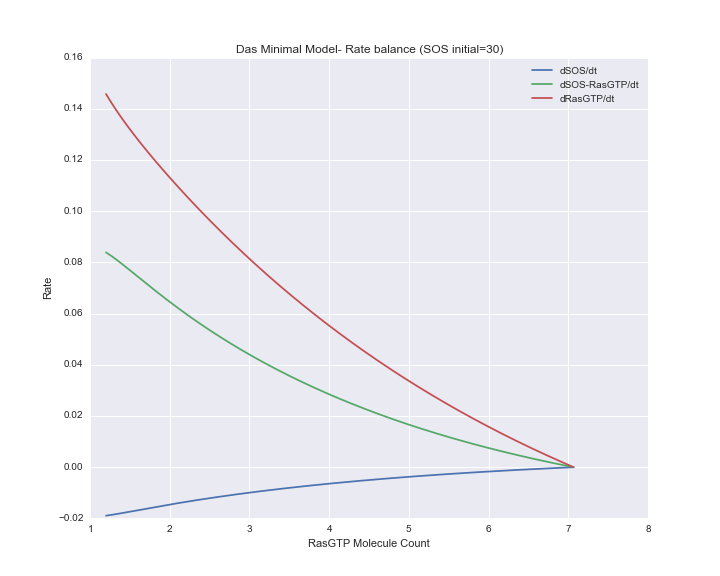 Das Minimal Model- Rate balance (SOS initial=30)
0.16
0.14
0.12
0.10
0.08
0.06
0.04
0.02
0.00
−0.02
Rate
dSOS/dt
dSOS-RasGTP/dt
dRasGTP/dt
1 2 3 4 5 6 7 8
RasGTP Molecule Count